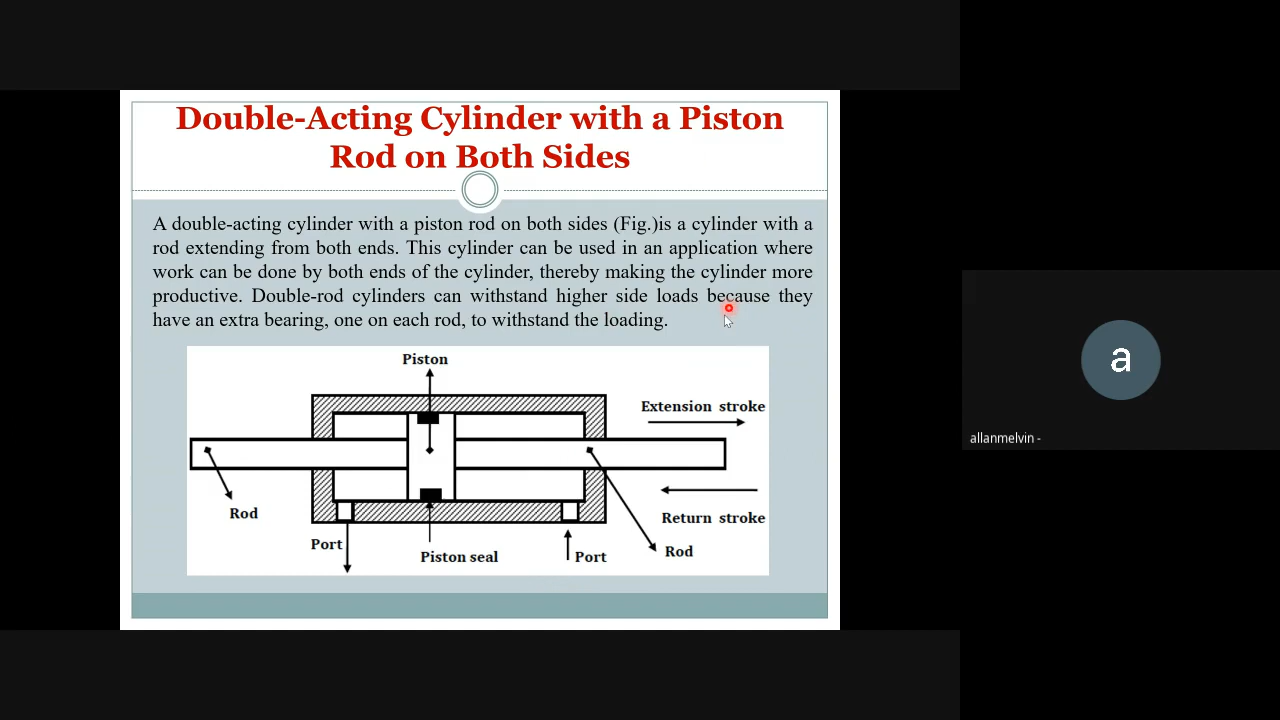 Double-Acting Cylinder with a Piston
Rod on Both Sides
A double-acting cylinder with a piston rod on both sides (Fig.)is a cylinder with a
rod extending from both ends. This cylinder can be used in an application where
work can be done by both ends of the cylinder, thereby making the cylinder more
productive. Double-rod cylinders can withstand higher side loads because they
have an extra bearing, one on each rod, to withstand the loading.
Piston
Extension stroke
Rod
Return stroke
Port
Piston seal
Port
Rod
a
allanmelvin -